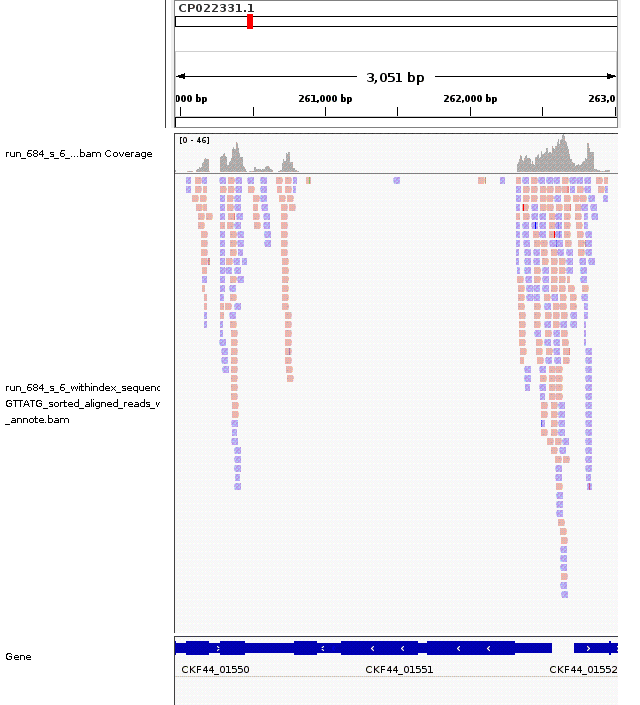 CP022331.1
3,051 bp
000 bp 261,000 bp 262,000 bp 263,0
[0 - 46]
run_684_s_6_...bam Coverage
run_684_s_6_withindex_sequenc
GTTATG_sorted_aligned_reads_w
_annote.bam
Gene
CKF44_01550 CKF44_01551 CKF44_01552